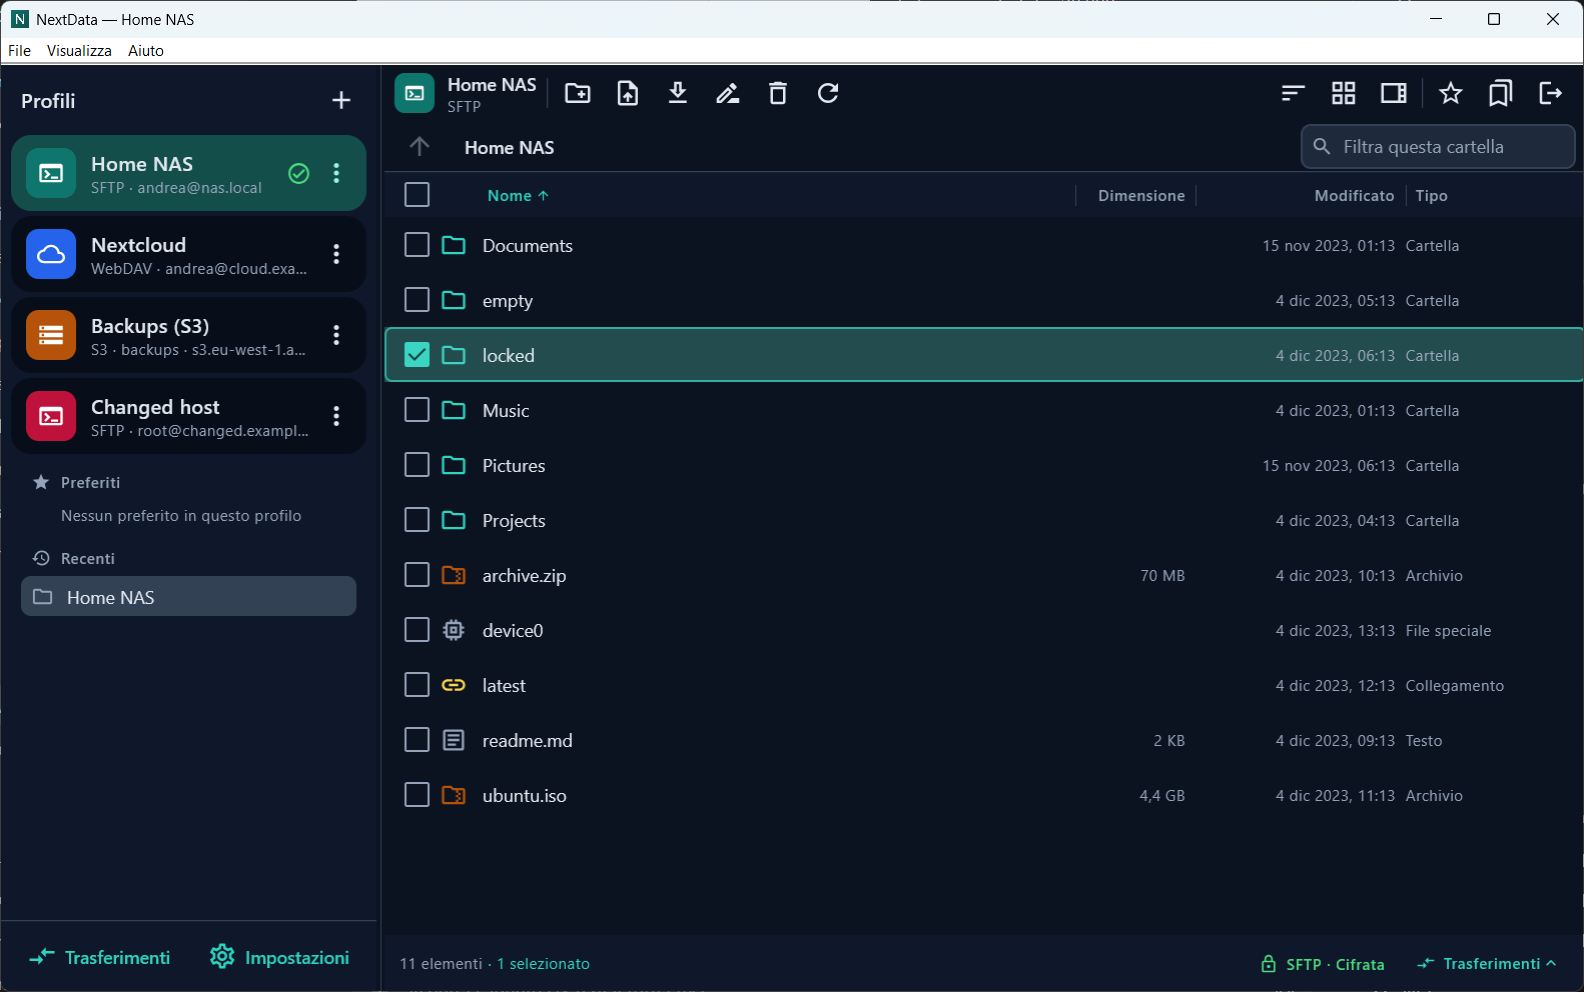 NextData — Home NAS
File Visualizza Aiuto
Profili
Home NAS
SFTP · andrea@nas.local
Nextcloud
WebDAV · andrea@cloud.exa...
Backups (S3)
S3 · backups · s3.eu-west-1.a...
Changed host
SFTP · root@changed.exampl...
Preferiti
Nessun preferito in questo profilo
Recenti
Home NAS
Trasferimenti Impostazioni
Home NAS
SFTP
Home NAS
Filtra questa cartella
Nome Dimensione Modificato Tipo
Documents 15 nov 2023, 01:13 Cartella
empty 4 dic 2023, 05:13 Cartella
locked 4 dic 2023, 06:13 Cartella
Music 4 dic 2023, 01:13 Cartella
Pictures 15 nov 2023, 06:13 Cartella
Projects 4 dic 2023, 04:13 Cartella
archive.zip 70 MB 4 dic 2023, 10:13 Archivio
device0 4 dic 2023, 13:13 File speciale
latest 4 dic 2023, 12:13 Collegamento
readme.md 2 KB 4 dic 2023, 09:13 Testo
ubuntu.iso 4,4 GB 4 dic 2023, 11:13 Archivio
11 elementi · 1 selezionato
SFTP · Cifrata Trasferimenti